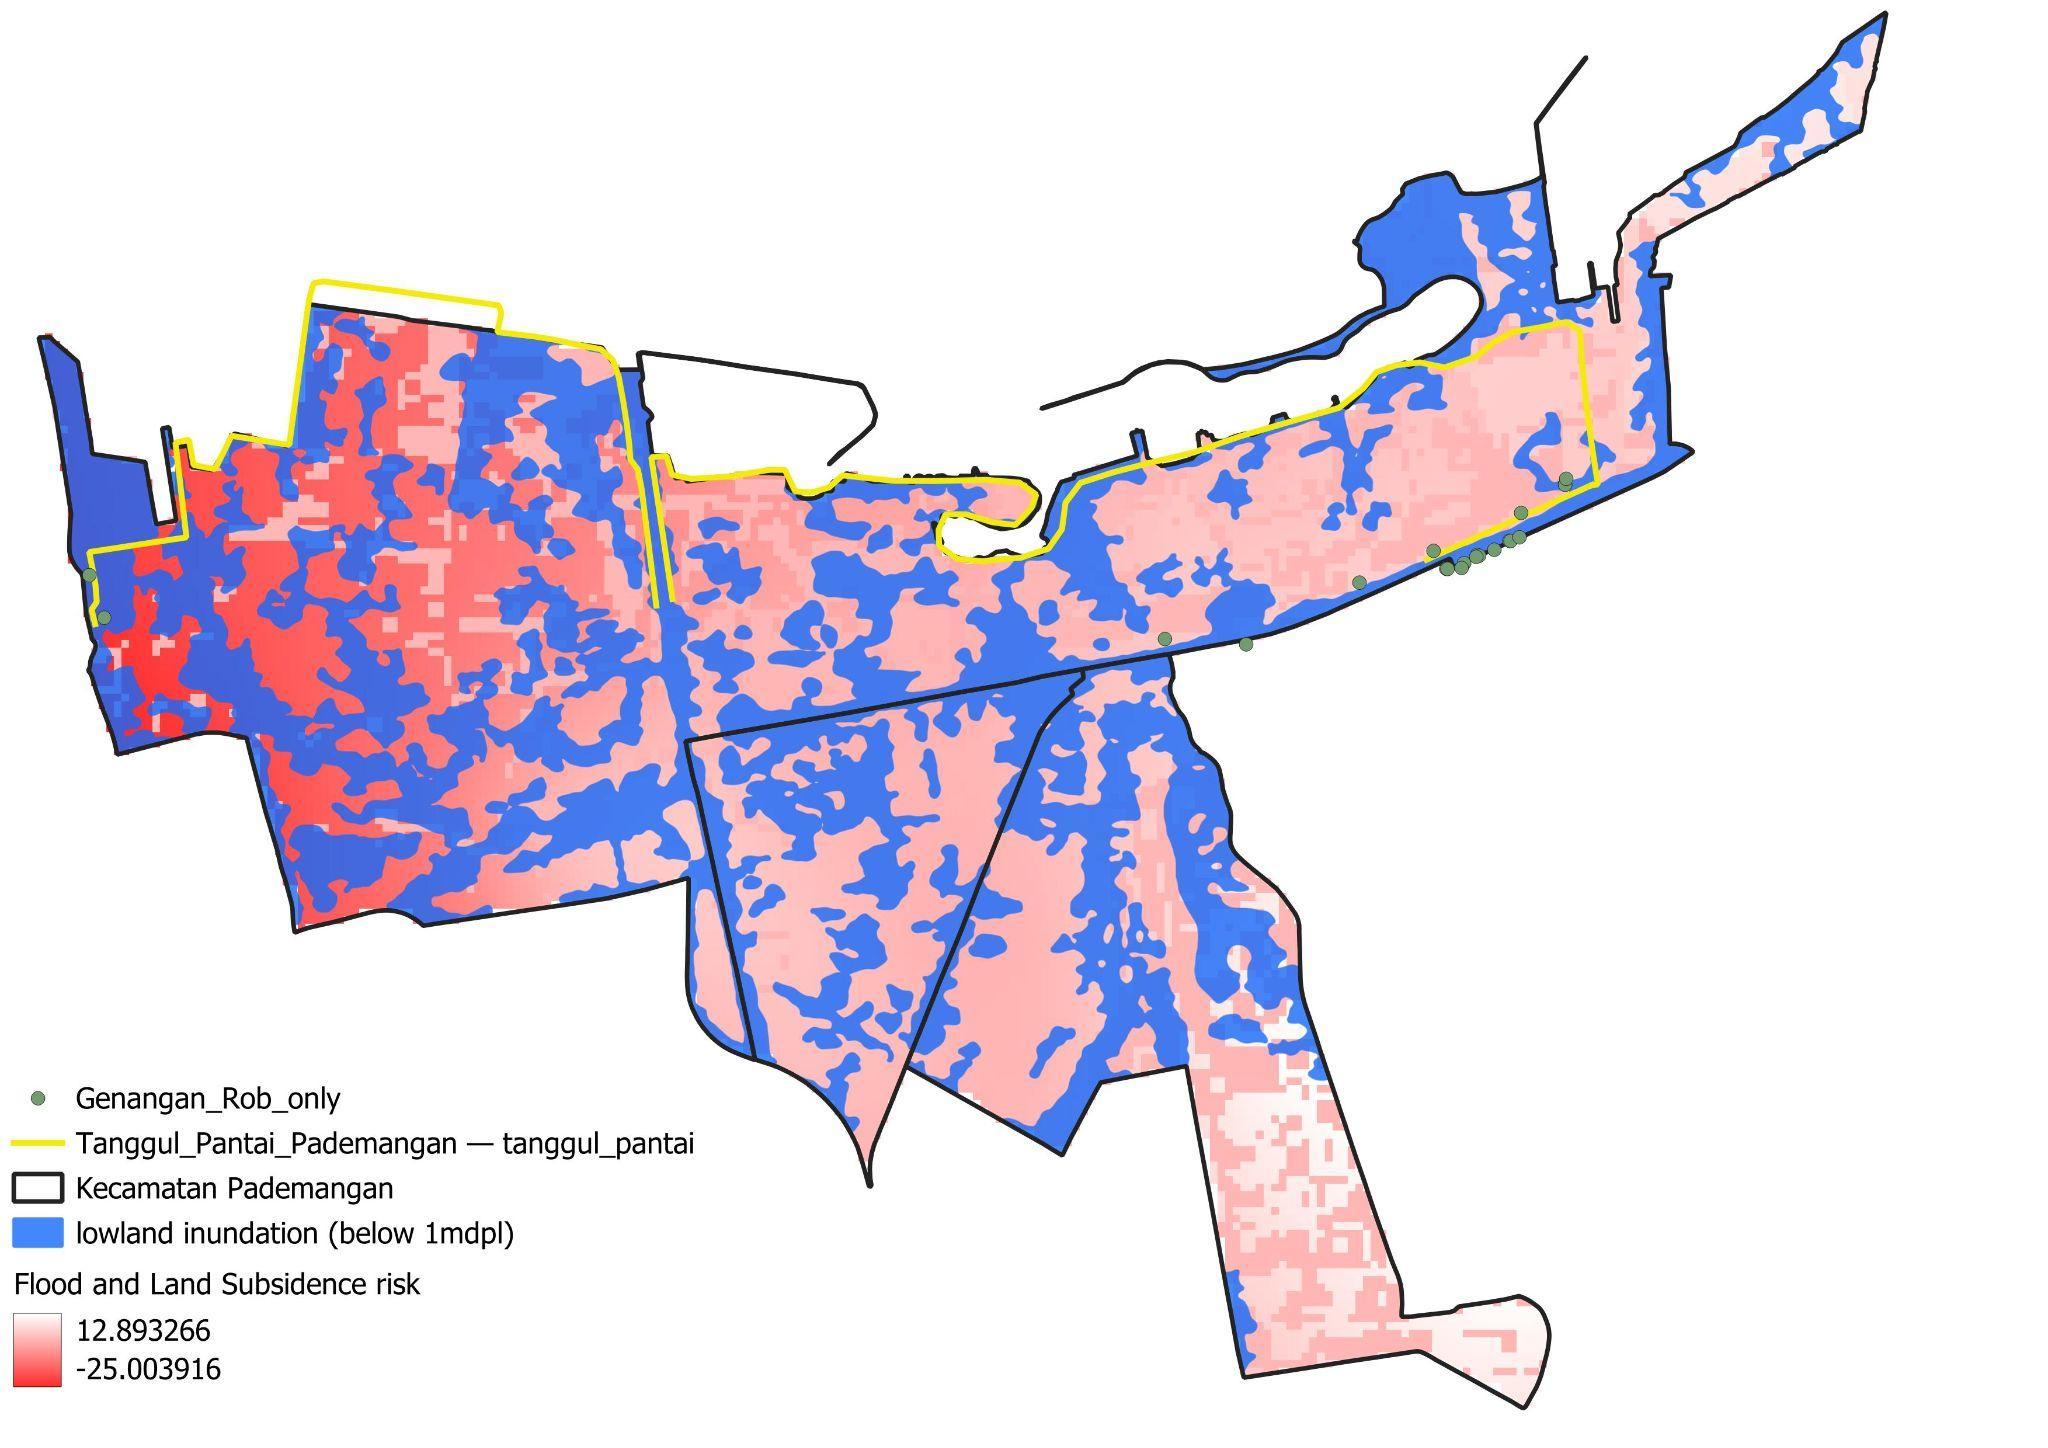 Genangan_Rob_only
Tanggul_Pantai_Pademangan — tanggul_pantai
Kecamatan Pademangan
lowland inundation (below 1mdpl)
Flood and Land Subsidence risk
12.893266
-25.003916